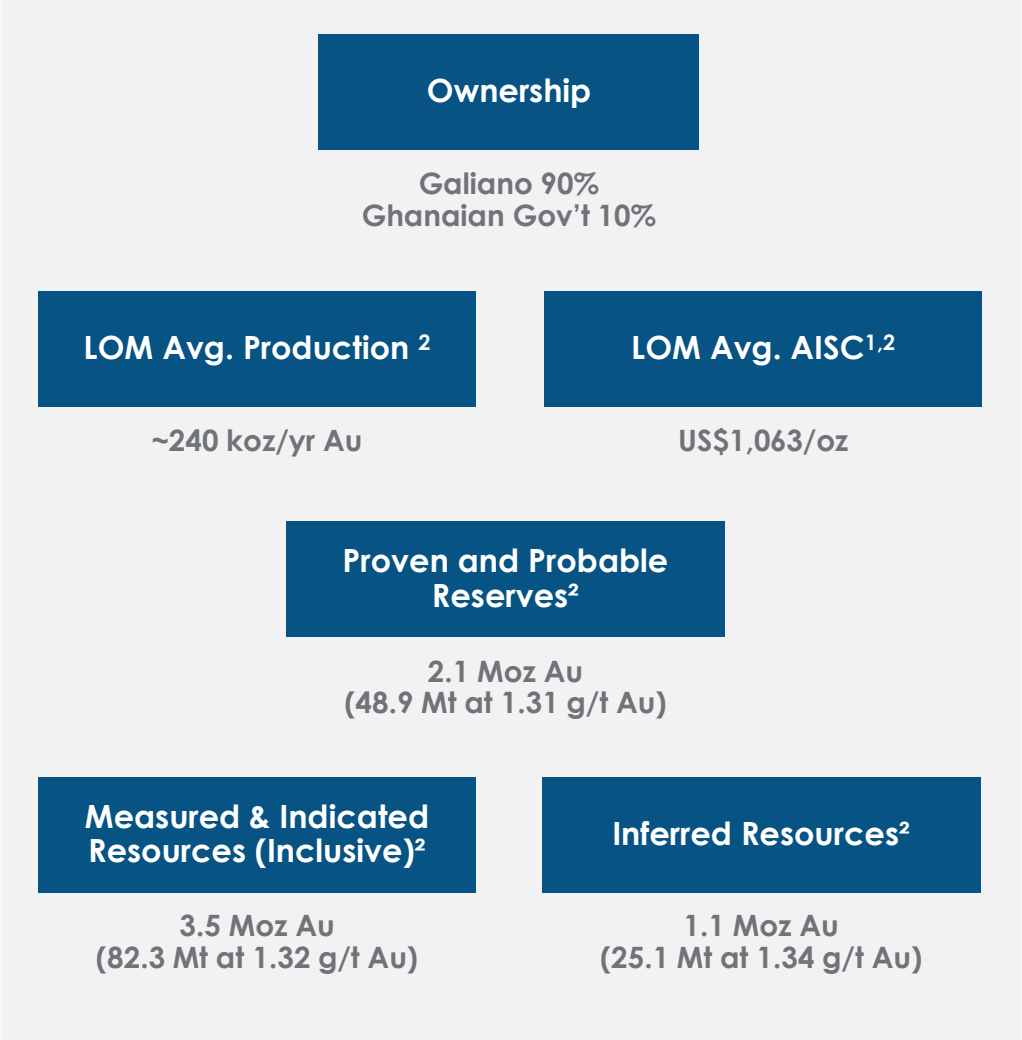 Ownership
Galiano 90%
Ghanaian Gov’t 10%
LOM Avg. Production ²
LOM Avg. AISC¹,²
~240 koz/yr Au
US$1,063/oz
Proven and Probable
Reserves²
2.1 Moz Au
(48.9 Mt at 1.31 g/t Au)
Measured & Indicated
Resources (Inclusive)²
Inferred Resources²
3.5 Moz Au
(82.3 Mt at 1.32 g/t Au)
1.1 Moz Au
(25.1 Mt at 1.34 g/t Au)